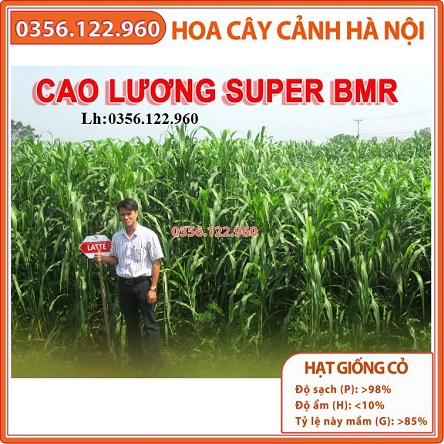 0356.122.960 HOA CÂY CẢNH HÀ NỘI
CAO LƯƠNG SUPER BMR
Lh:0356.122.960
0356.122.960
LATTE
HẠT GIỐNG CỎ
Độ sạch (P): >98%
Độ ẩm (H): <10%
Tỷ lệ này mầm (G): >85%